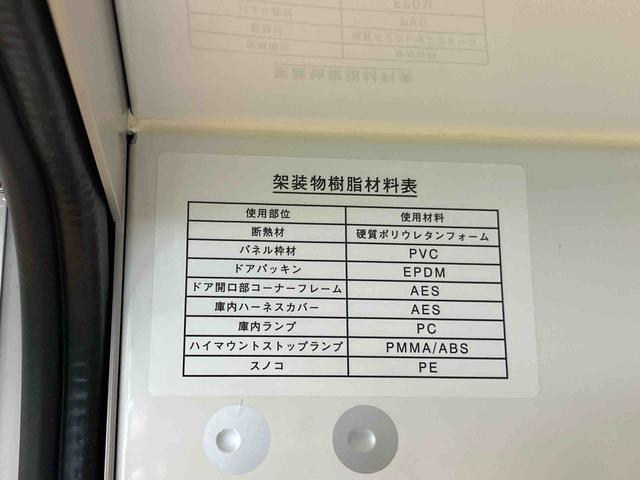 架装物樹脂材料表
使用部位 使用材料
断熱材 硬質ポリウレタンフォーム
パネル枠材 PVC
ドアパッキン EPDM
ドア開口部コーナーフレーム AES
庫内ハーネスカバー AES
庫内ランプ PC
ハイマウントストップランプ PMMA/ABS
スノコ PE